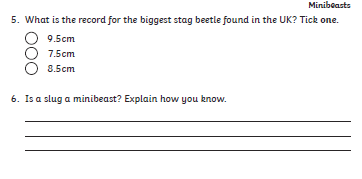 Minibeasts
5. What is the record for the biggest stag beetle found in the UK? Tick one.
9.5cm
7.5cm
8.5cm
6. Is a slug a minibeast? Explain how you know.